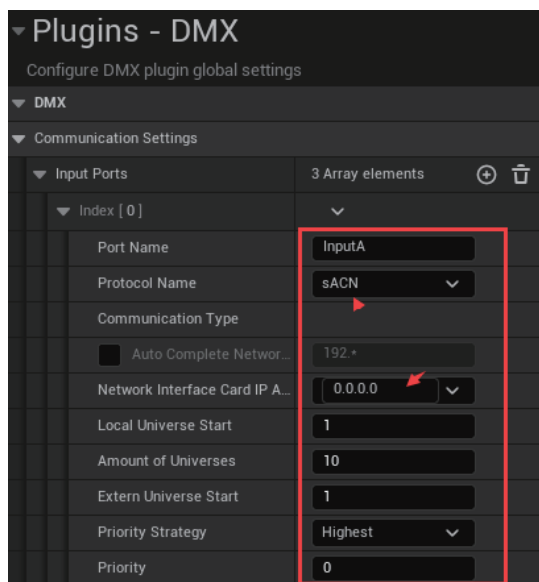 Plugins - DMX
Configure DMX plugin global settings
DMX
Communication Settings
Input Ports 3 Array elements
Index [ 0 ]
Port Name InputA
Protocol Name sACN
Communication Type
Auto Complete Networ... 192.*
Network Interface Card IP A... 0.0.0.0
Local Universe Start 1
Amount of Universes 10
Extern Universe Start 1
Priority Strategy Highest
Priority 0